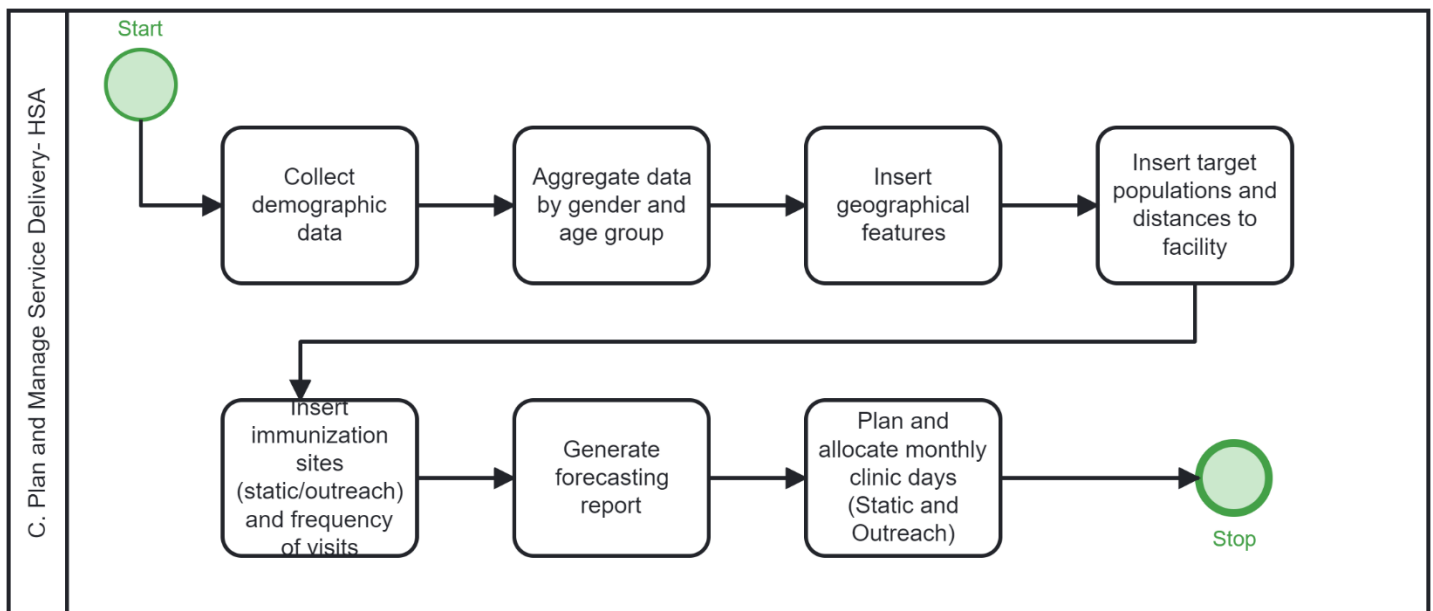 C. Plan and Manage Service Delivery- HSA
Start
Collect
demographic
data
Aggregate data
by gender and
age group
Insert
geographical
features
Insert target
populations and
distances to
facility
Insert
immunization
sites
(static/outreach)
and frequency
of visits
Generate
forecasting
report
Plan and
allocate monthly
clinic days
(Static and
Outreach)
Stop